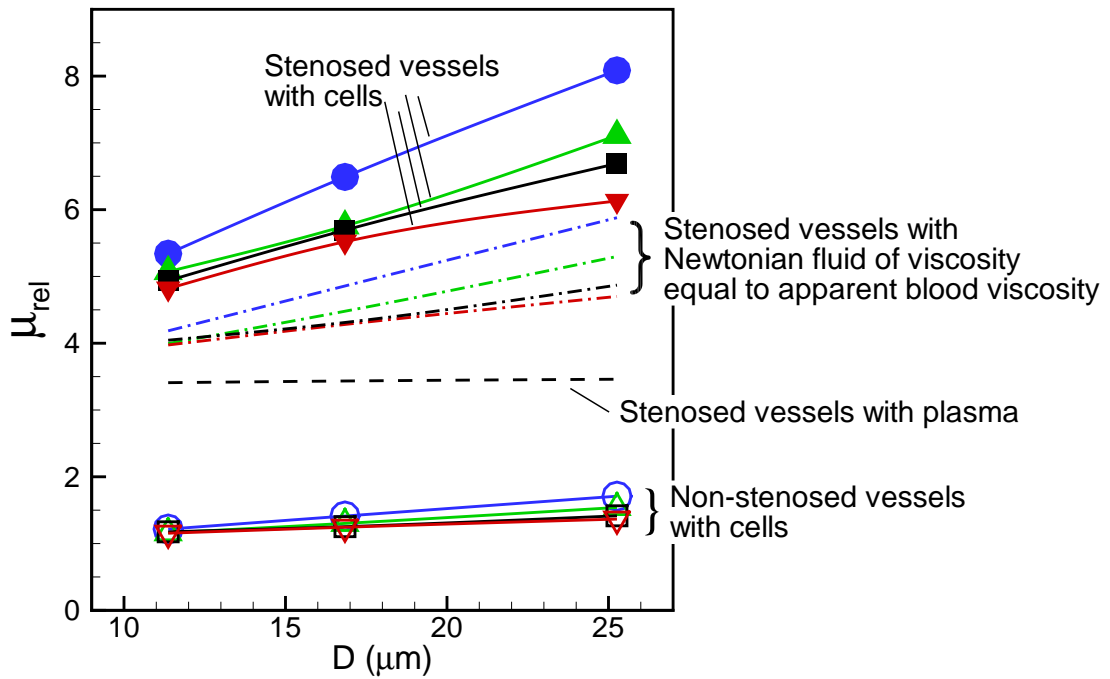 8
6
4
2
0
μrel
Stenosed vessels
with cells
Stenosed vessels with
Newtonian fluid of viscosity
equal to apparent blood viscosity
Stenosed vessels with plasma
Non-stenosed vessels
with cells
10 15 20 25
D (μm)